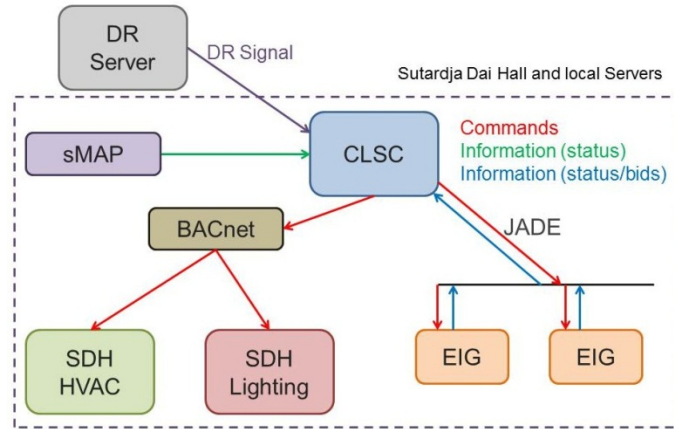 DR
Server
DR Signal
Sutardja Dai Hall and local Servers
sMAP
CLSC
Commands
Information (status)
Information (status/bids)
BACnet
JADE
SDH
HVAC
SDH
Lighting
EIG
EIG